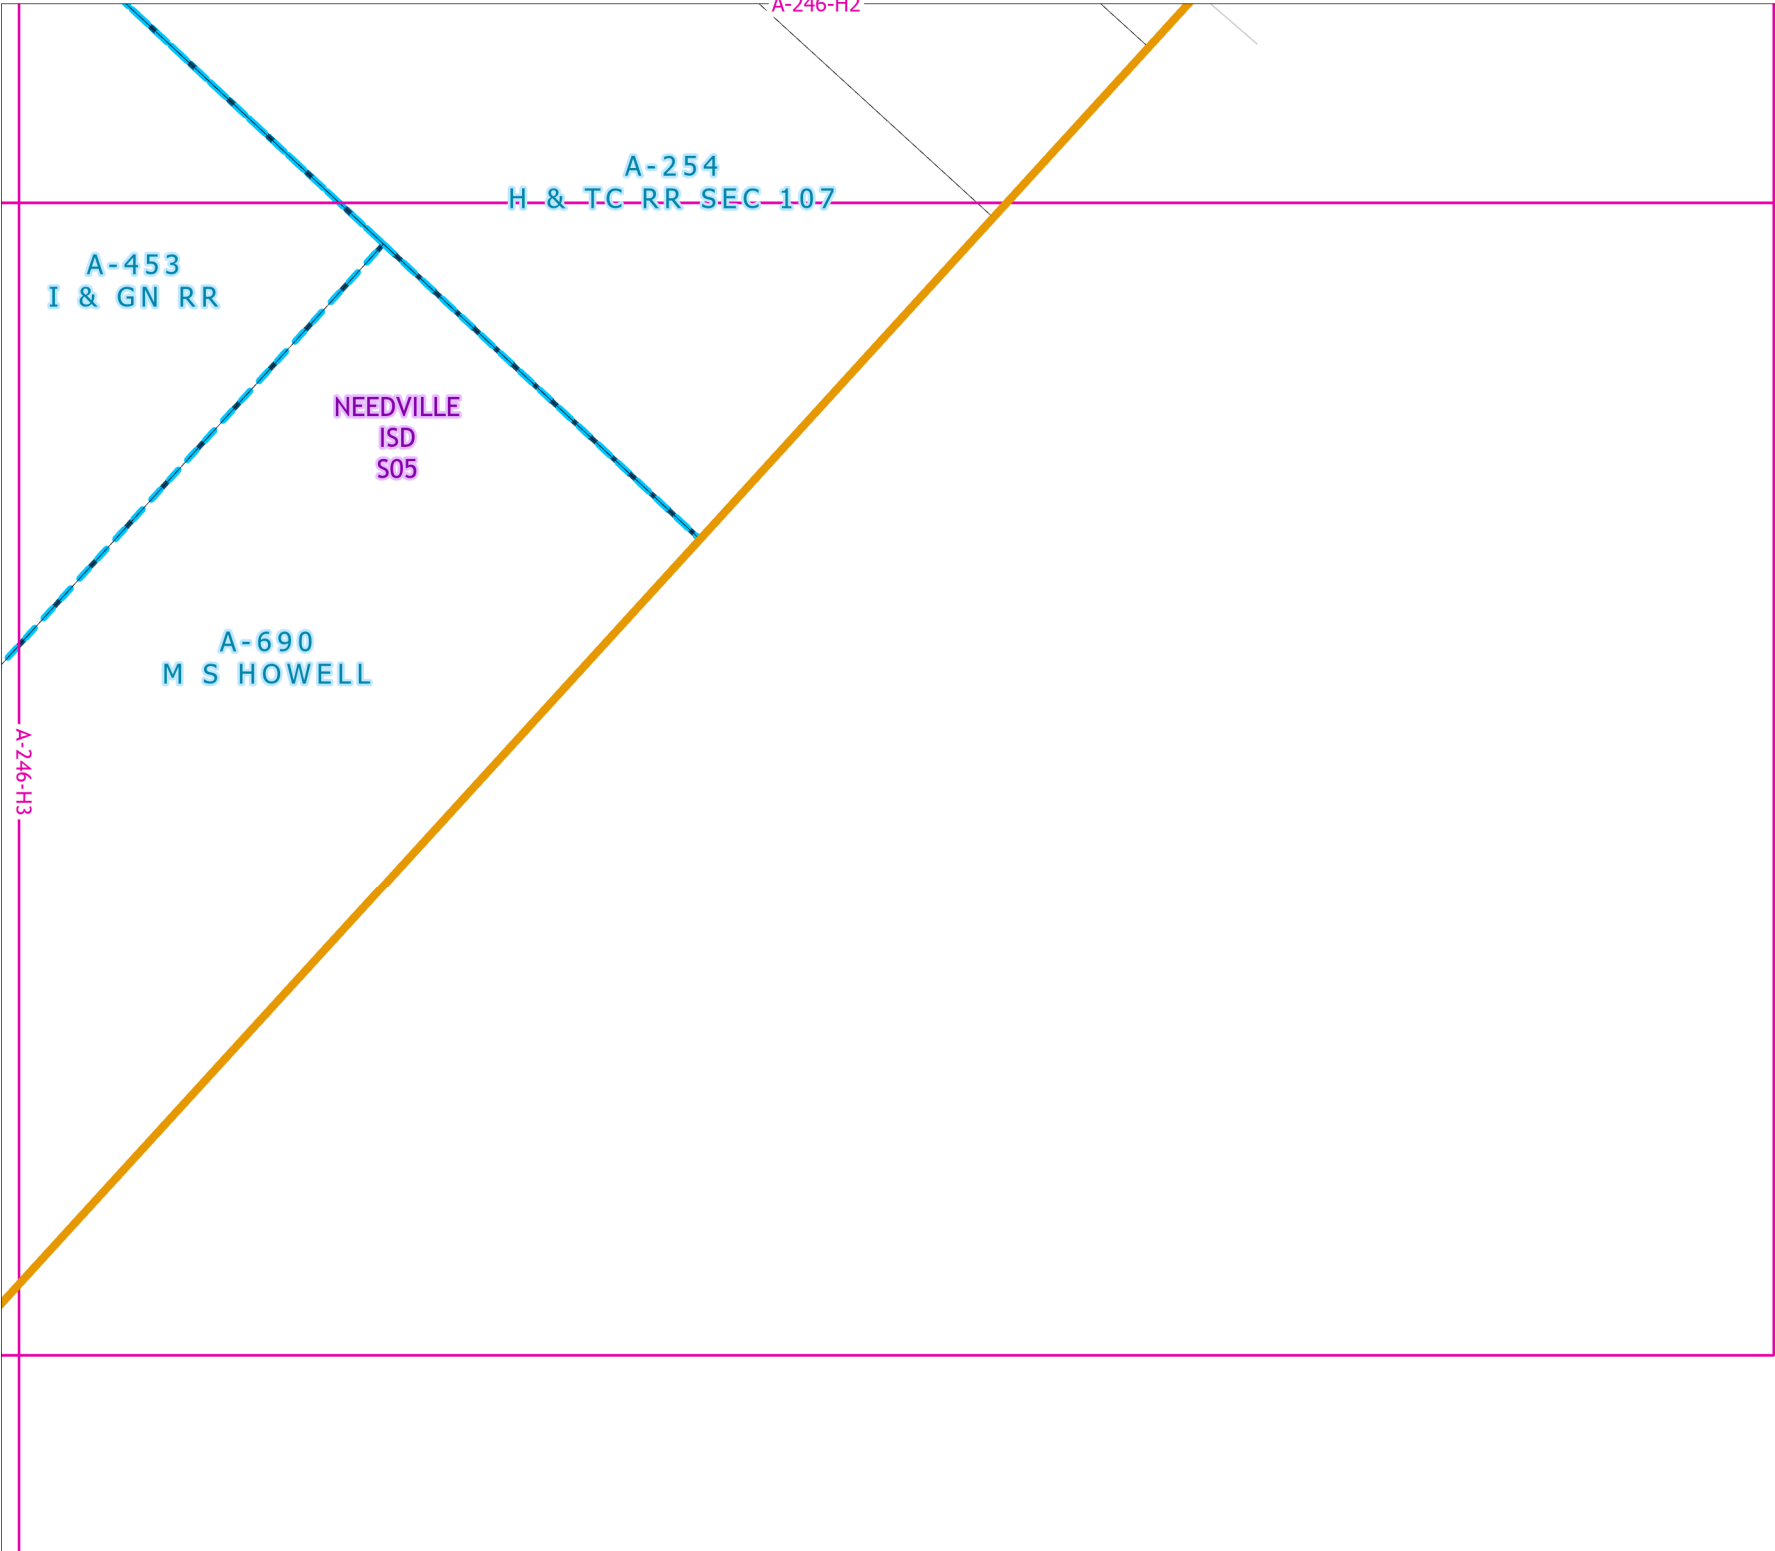 A-246-H2
A-254
H & TC RR SEC 107
A-453
I & GN RR
NEEDVILLE
ISD
S05
A-690
M S HOWELL
A-246-H3